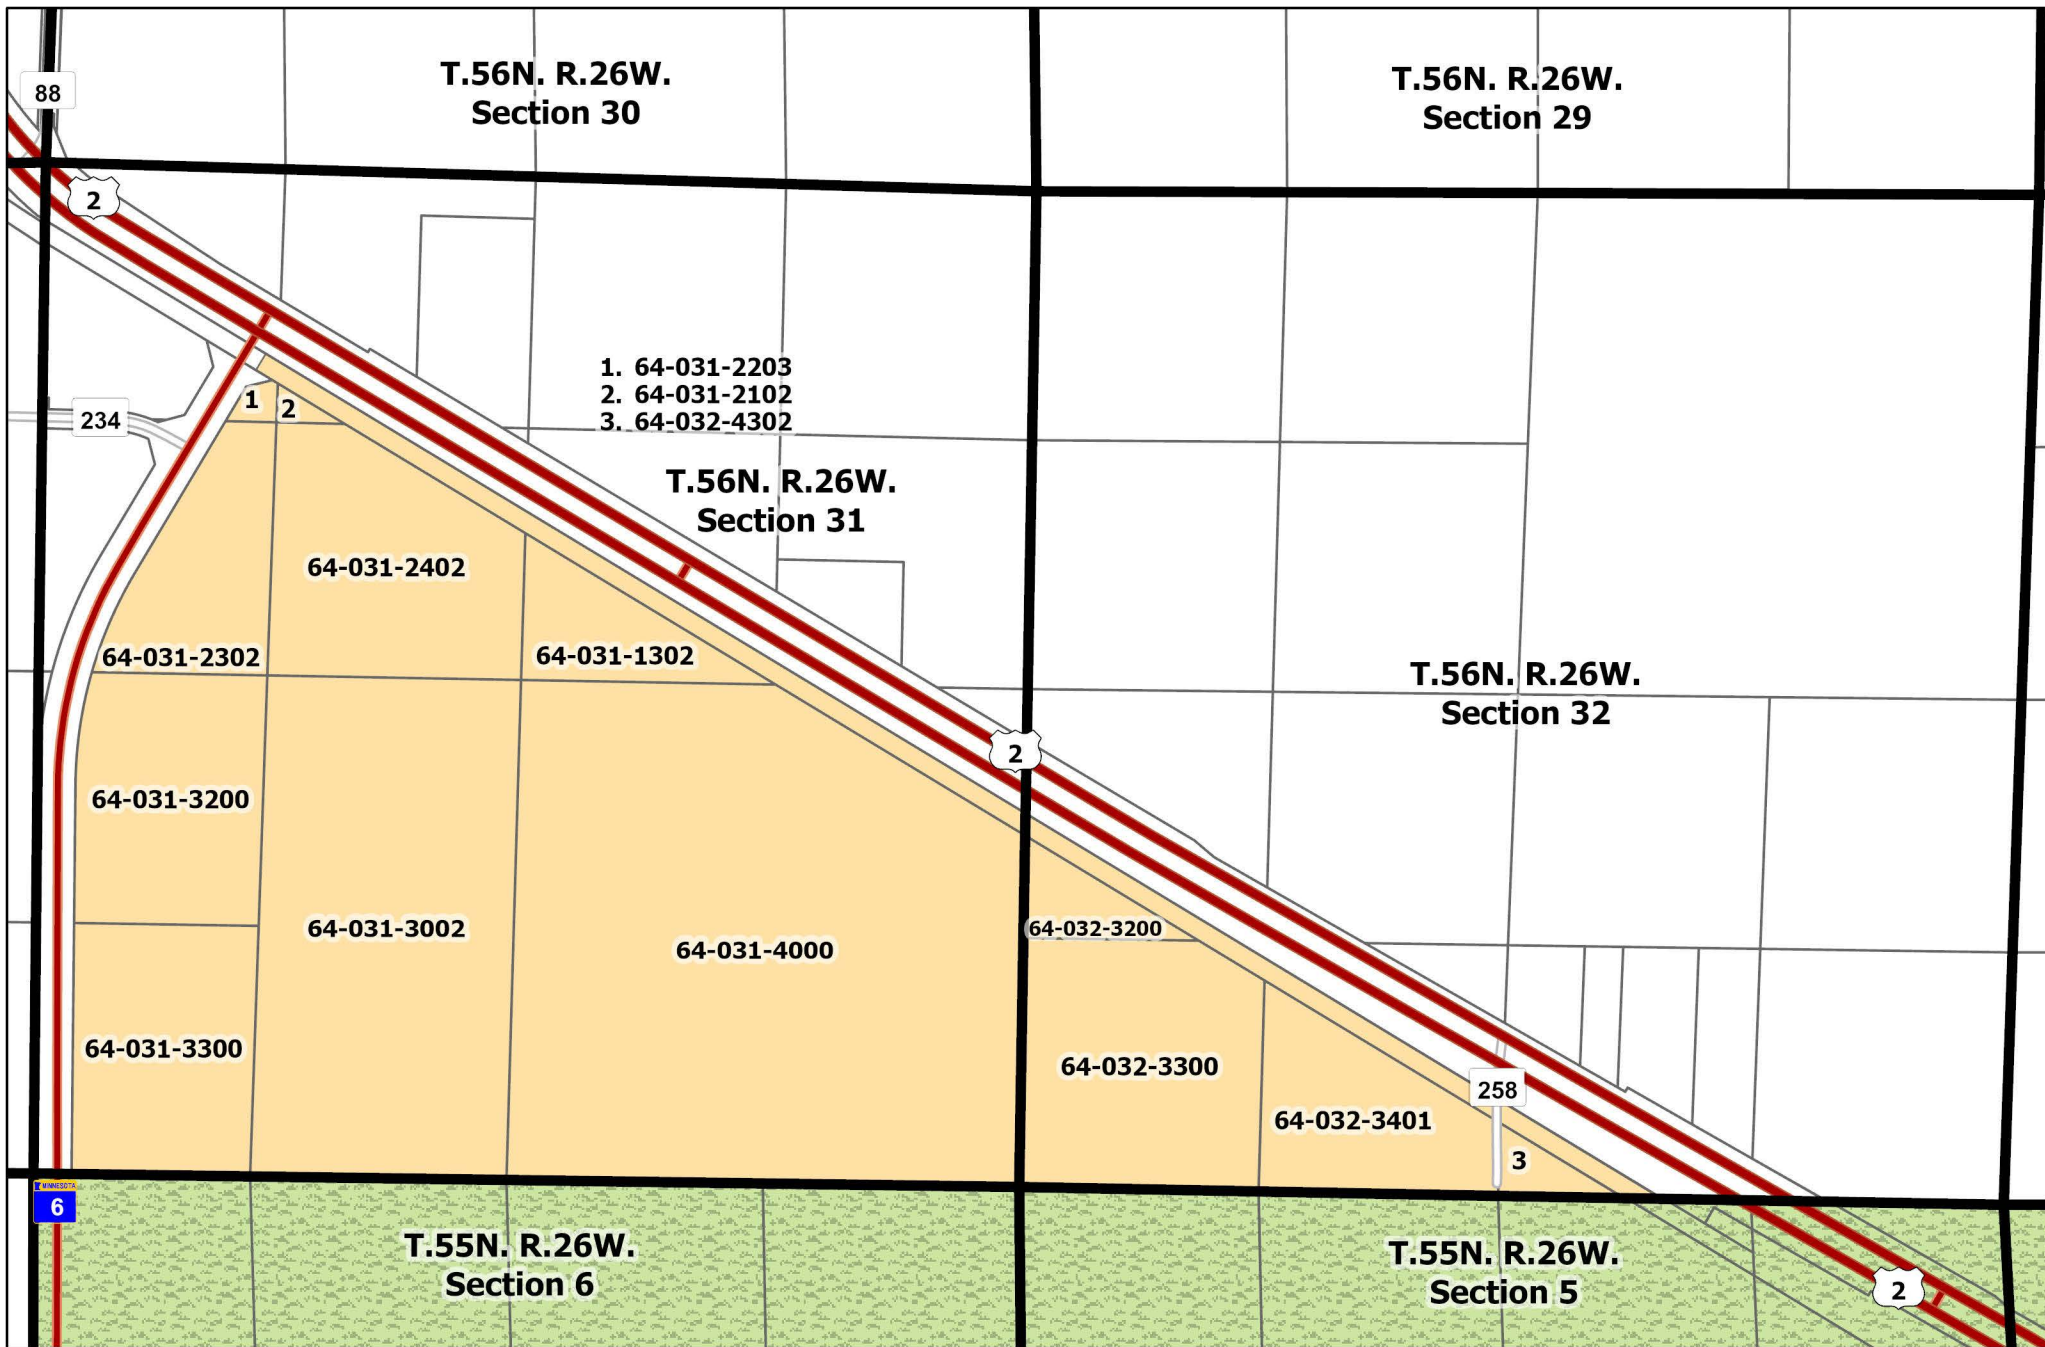 T.56N. R.26W.
Section 30
T.56N. R.26W.
Section 29
88
2
1. 64-031-2203
2. 64-031-2102
3. 64-032-4302
1
2
234
T.56N. R.26W.
Section 31
64-031-2402
64-031-2302
64-031-1302
T.56N. R.26W.
Section 32
2
64-031-3200
64-031-3002
64-031-4000
64-032-3200
64-031-3300
64-032-3300
258
64-032-3401
3
MINNESOTA
6
T.55N. R.26W.
Section 6
T.55N. R.26W.
Section 5
2